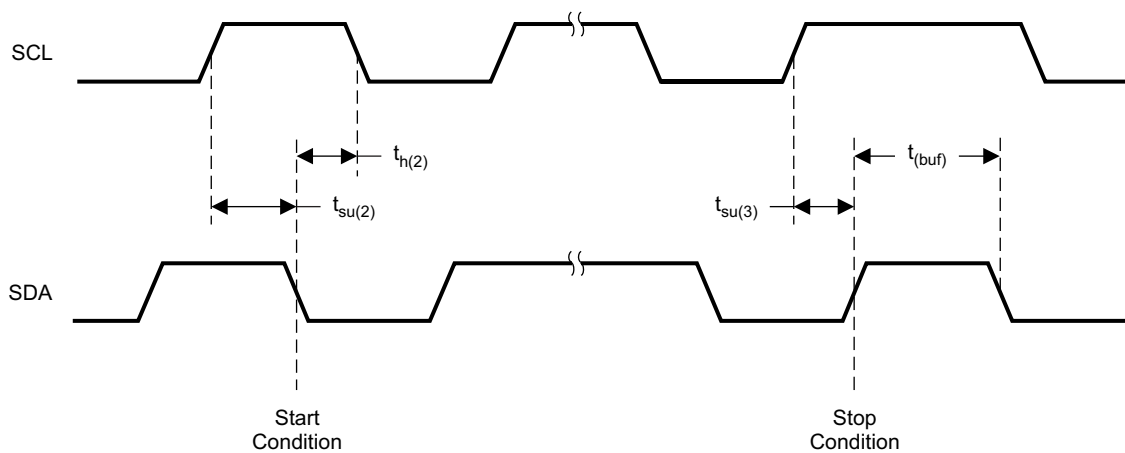 SCL
t_h(2)
t_(buf)
t_su(2)
t_su(3)
SDA
Start
Condition
Stop
Condition